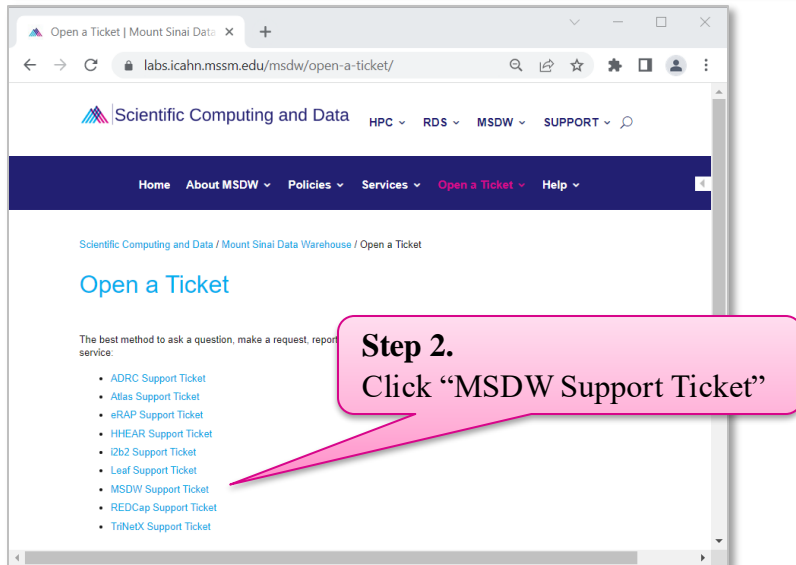 Open a Ticket | Mount Sinai Data
labs.icahn.mssm.edu/msdw/open-a-ticket/
Scientific Computing and Data HPC RDS MSDW SUPPORT
Home About MSDW Policies Services Open a Ticket Help
Scientific Computing and Data / Mount Sinai Data Warehouse / Open a Ticket
Open a Ticket
The best method to ask a question, make a request, report
service:
Step 2.
Click “MSDW Support Ticket”
• ADRC Support Ticket
• Atlas Support Ticket
• eRAP Support Ticket
• HHEAR Support Ticket
• i2b2 Support Ticket
• Leaf Support Ticket
• MSDW Support Ticket
• REDCap Support Ticket
• TriNetX Support Ticket